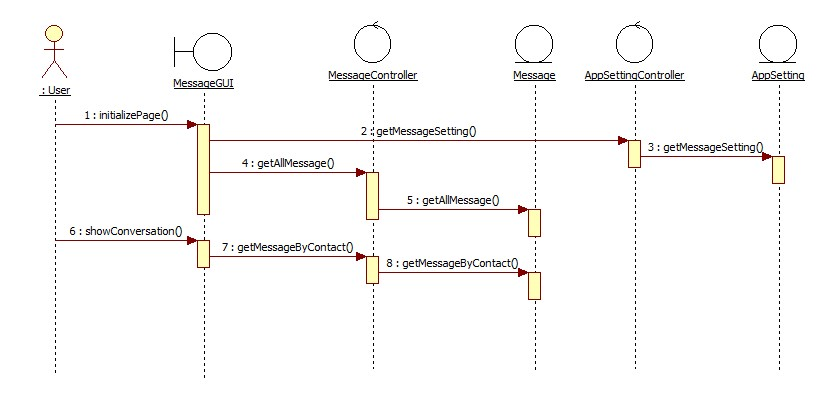 : User
MessageGUI
MessageController
Message
AppSettingController
AppSetting
1 : initializePage()
2 : getMessageSetting()
3 : getMessageSetting()
4 : getAllMessage()
5 : getAllMessage()
6 : showConversation()
7 : getMessageByContact()
8 : getMessageByContact()